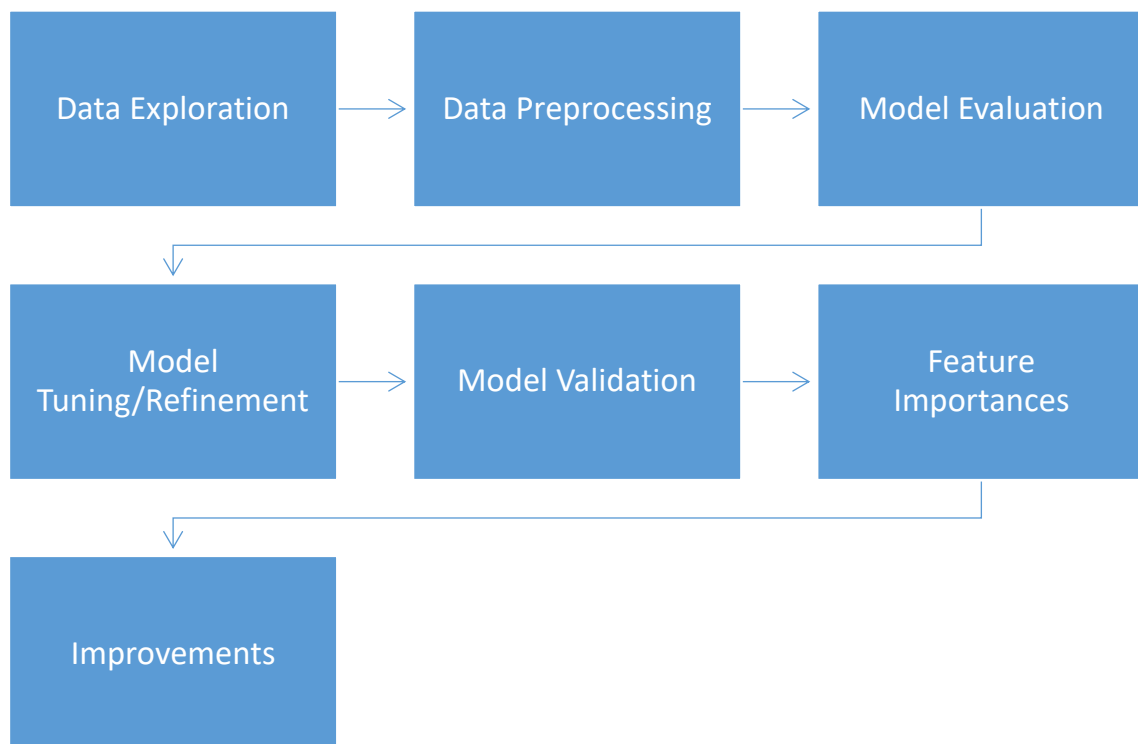 Data Exploration
Data Preprocessing
Model Evaluation
Model
Tuning/Refinement
Model Validation
Feature
Importances
Improvements